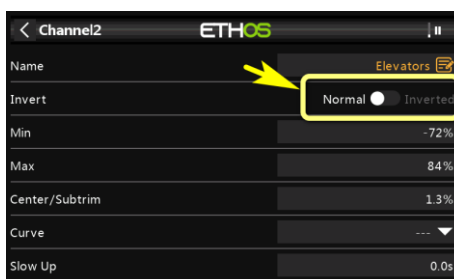 < Channel2 ETHOS
Name Elevators
Invert Normal Inverted
Min -72%
Max 84%
Center/Subtrim 1.3%
Curve ---
Slow Up 0.0s